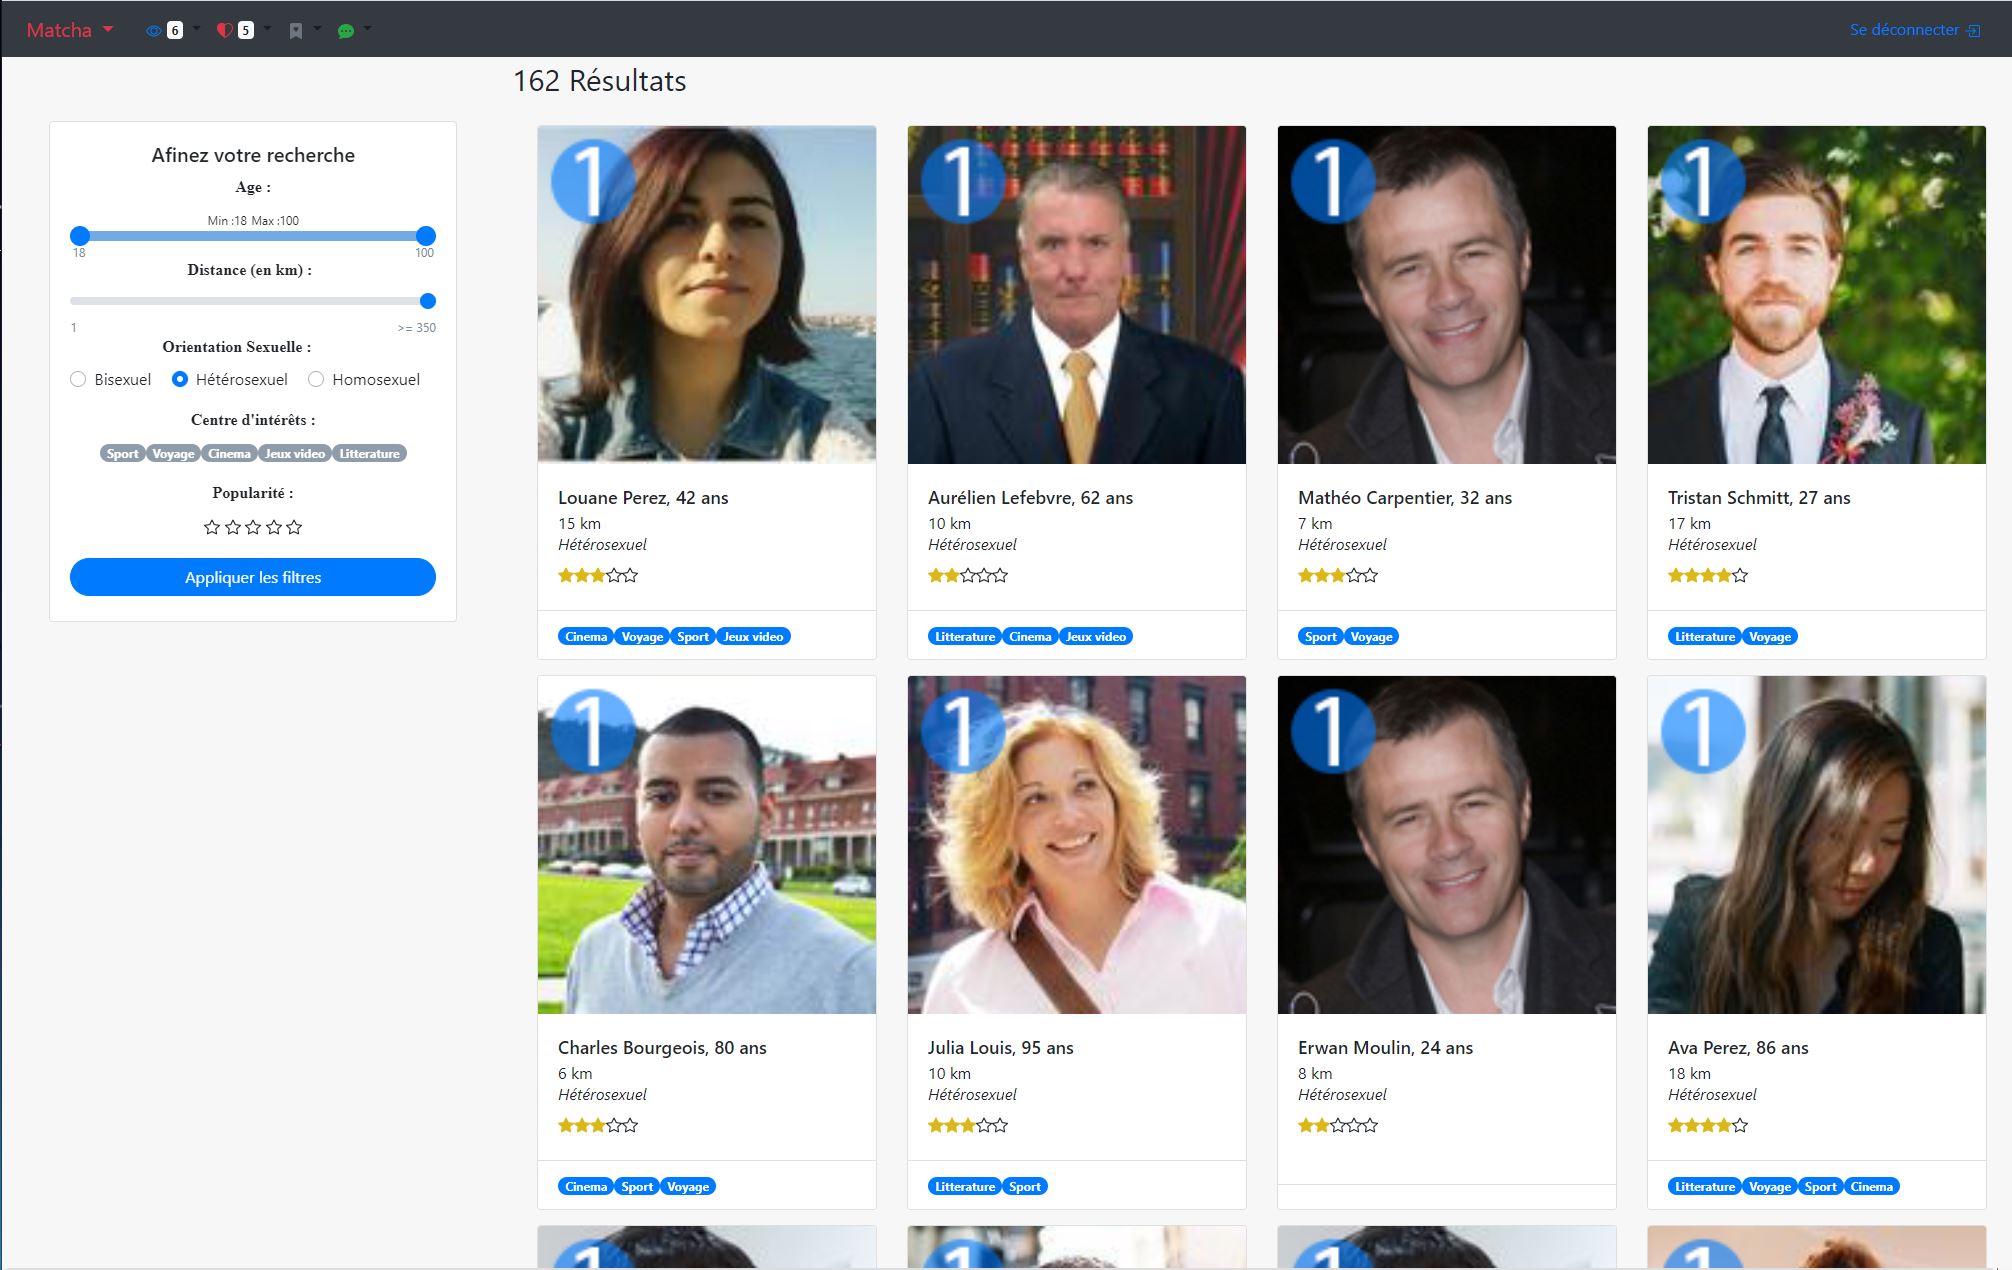 Matcha 6 5 Se déconnecter
162 Résultats
Afinez votre recherche
Age :
Min :18 Max :100
18 100
Distance (en km) :
1 >= 350
Orientation Sexuelle :
Bisexuel Hétérosexuel Homosexuel
Centre d'intérêts :
Sport Voyage Cinema Jeux video Litterature
Popularité :
Appliquer les filtres
1 1 1 1
Louane Perez, 42 ans
15 km
Hétérosexuel
Cinema Voyage Sport Jeux video
Aurélien Lefebvre, 62 ans
10 km
Hétérosexuel
Litterature Cinema Jeux video
Mathéo Carpentier, 32 ans
7 km
Hétérosexuel
Sport Voyage
Tristan Schmitt, 27 ans
17 km
Hétérosexuel
Litterature Voyage
1 1 1 1
Charles Bourgeois, 80 ans
6 km
Hétérosexuel
Cinema Sport Voyage
Julia Louis, 95 ans
10 km
Hétérosexuel
Litterature Sport
Erwan Moulin, 24 ans
8 km
Hétérosexuel
Ava Perez, 86 ans
18 km
Hétérosexuel
Litterature Voyage Sport Cinema
1 1 1 1